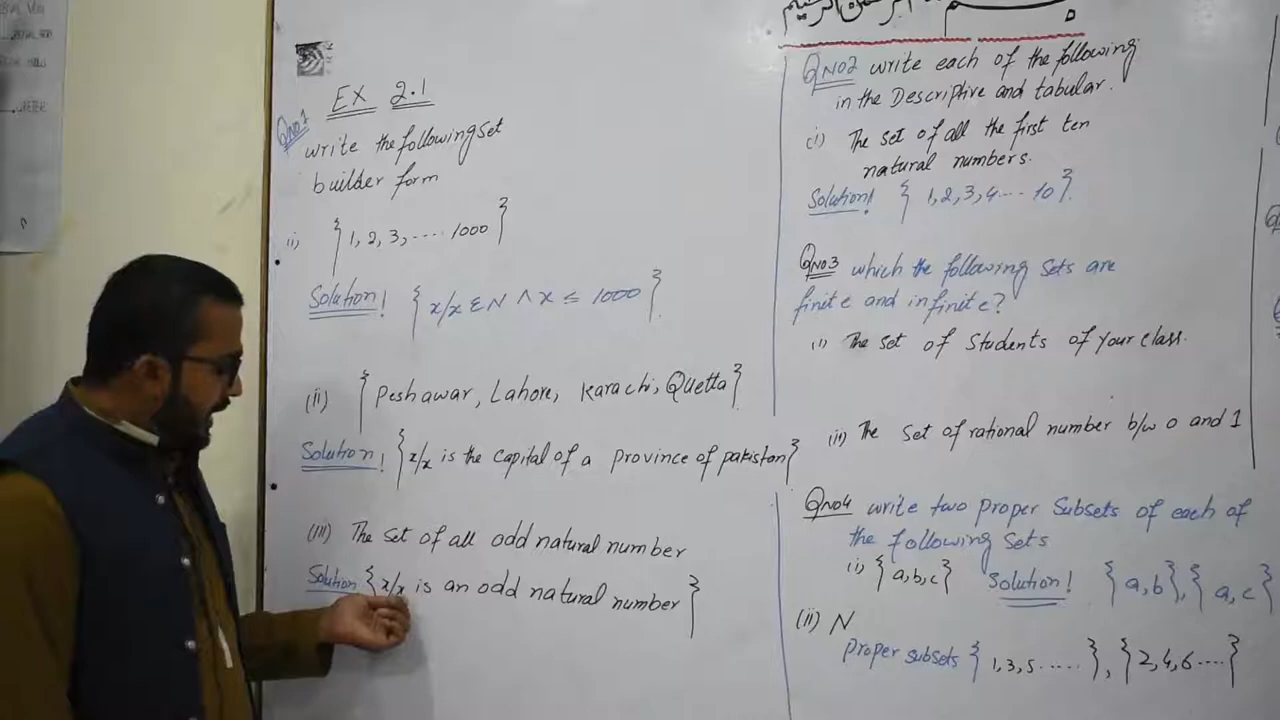 EX 2.1
QNO.1
write the following set
builder form
(i) {1, 2, 3, .... 1000}
Solution! {x/x ∈ N ∧ x ≤ 1000}
(ii) {Peshawar, Lahore, Karachi, Quetta}
Solution! {x/x is the capital of a province of pakistan}
(iii) The set of all odd natural number
Solution {x/x is an odd natural number}
QNO2 write each of the following
in the Descriptive and tabular.
(i) The set of all the first ten
natural numbers.
Solution! {1, 2, 3, 4.... 10}
QNO3 which the following sets are
finite and infinite?
(i) The set of students of your class.
(ii) The set of rational number b/w 0 and 1
QNO4 write two proper subsets of each of
the following sets
(i) {a, b, c} Solution! {a, b}, {a, c}
(ii) N
proper subsets {1, 3, 5.....}, {2, 4, 6....}